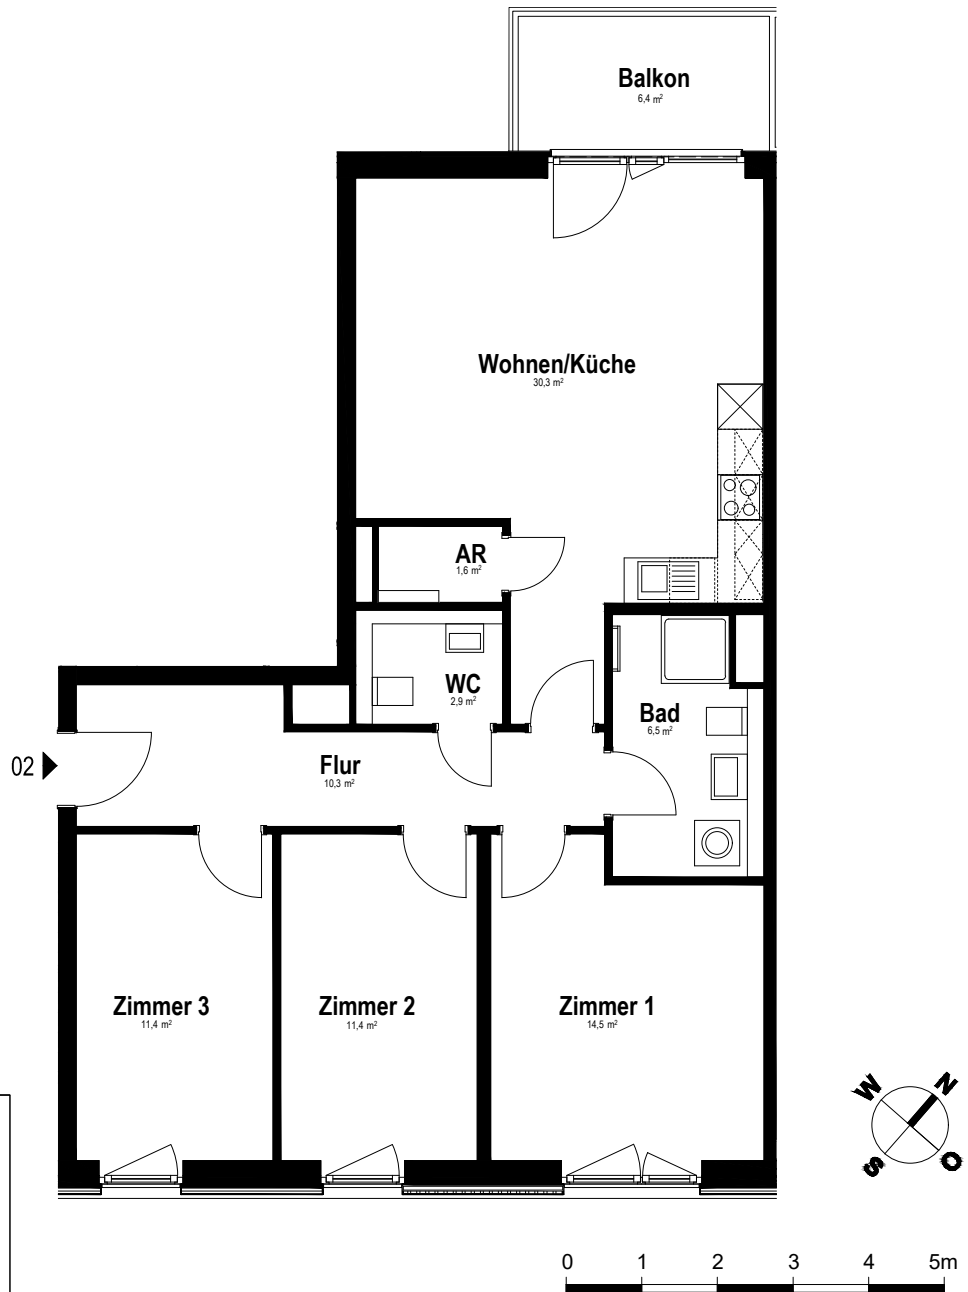 Balkon
6,4 m²
Wohnen/Küche
30,3 m²
AR
1,6 m²
WC
2,9 m²
Bad
6,5 m²
02
Flur
10,3 m²
Zimmer 3
11,4 m²
Zimmer 2
11,4 m²
Zimmer 1
14,5 m²
W N
S O
0 1 2 3 4 5m